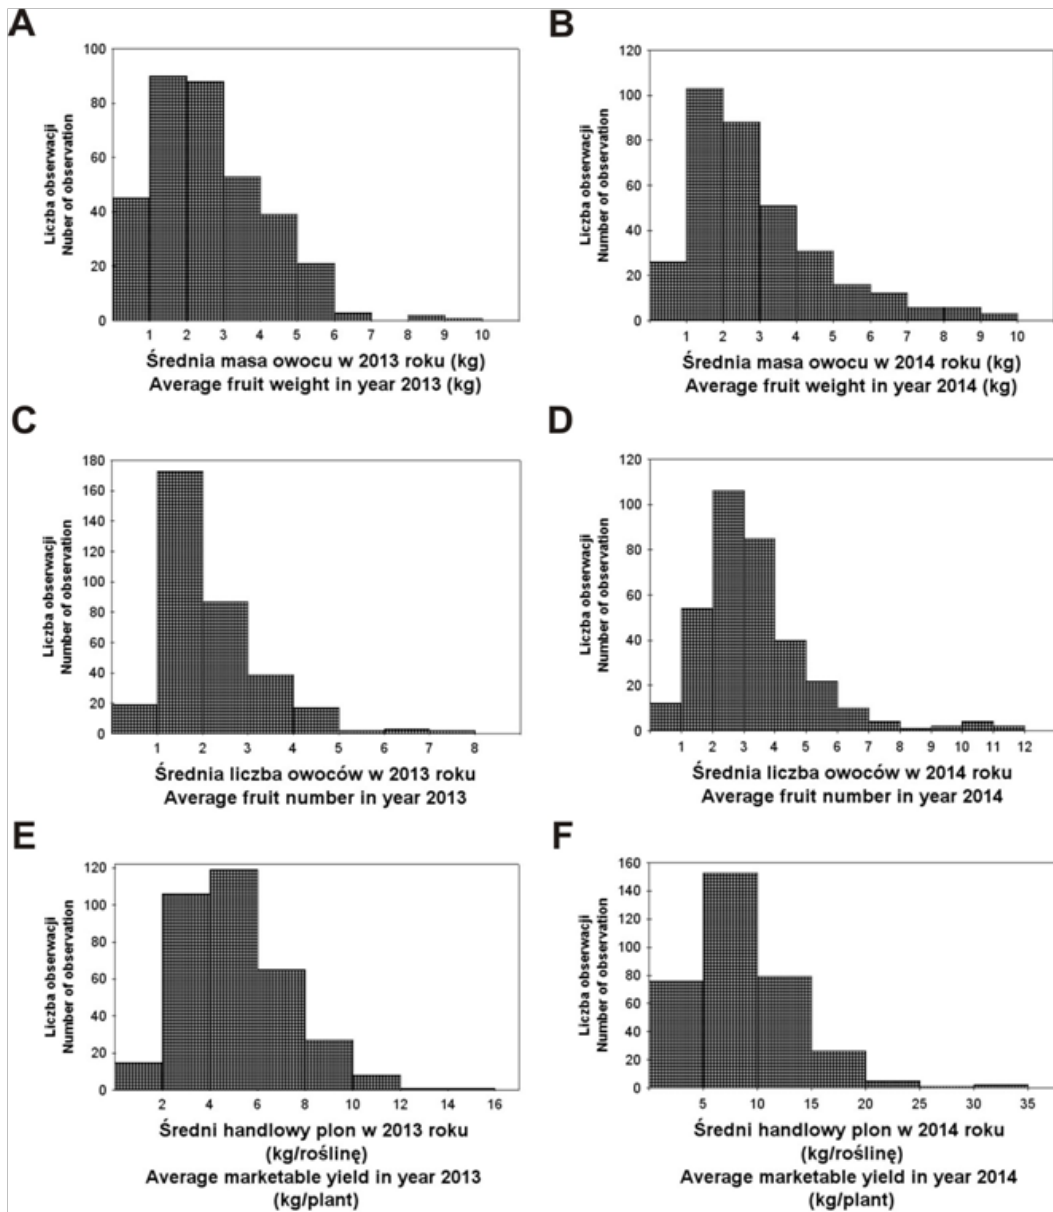 A
100
80
60
40
20
0
1 2 3 4 5 6 7 8 9 10
Liczba obserwacji
Nuber of observation
Średnia masa owocu w 2013 roku (kg)
Average fruit weight in year 2013 (kg)
B
120
100
80
60
40
20
0
1 2 3 4 5 6 7 8 9 10
Liczba obserwacji
Number of observation
Średnia masa owocu w 2014 roku (kg)
Average fruit weight in year 2014 (kg)
C
180
160
140
120
100
80
60
40
20
0
1 2 3 4 5 6 7 8
Liczba obserwacji
Number of observation
Średnia liczba owoców w 2013 roku
Average fruit number in year 2013
D
120
100
80
60
40
20
0
1 2 3 4 5 6 7 8 9 10 11 12
Liczba obserwacji
Number of observation
Średnia liczba owoców w 2014 roku
Average fruit number in year 2014
E
120
100
80
60
40
20
0
2 4 6 8 10 12 14 16
Liczba obserwacji
Number of observation
Średni handlowy plon w 2013 roku
(kg/roślinę)
Average marketable yield in year 2013
(kg/plant)
F
160
140
120
100
80
60
40
20
0
5 10 15 20 25 30 35
Liczba obserwacji
Number of observation
Średni handlowy plon w 2014 roku
(kg/roślinę)
Average marketable yield in year 2014
(kg/plant)